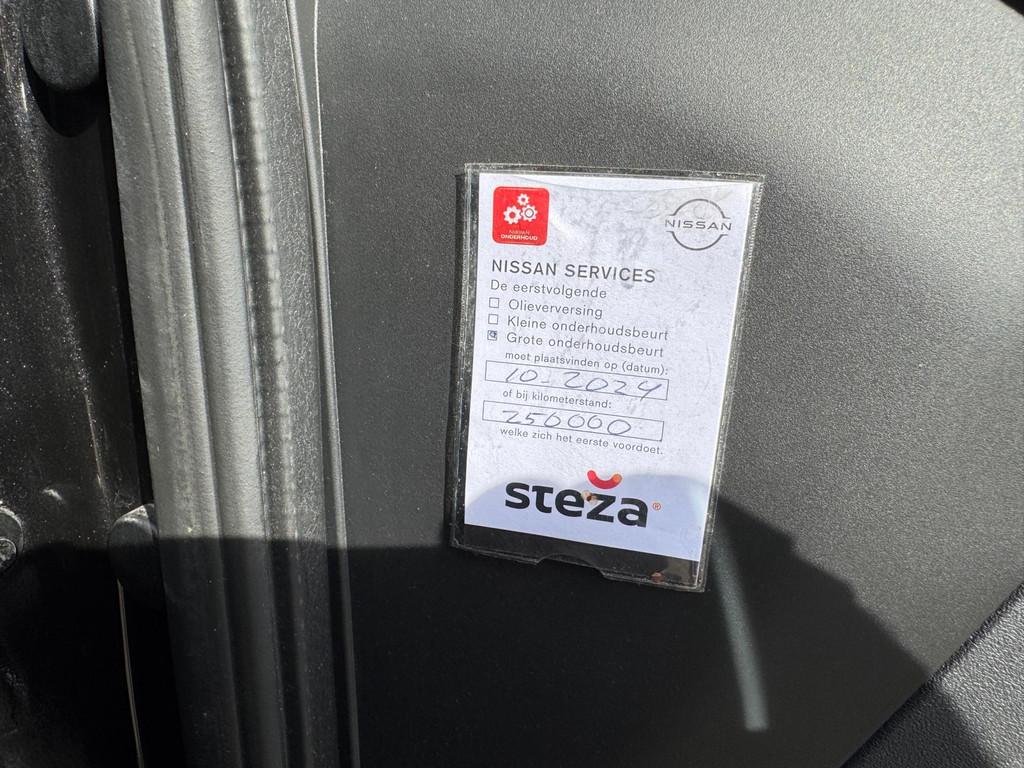 NISSAN
ONDERHOUD
NISSAN
NISSAN SERVICES
De eerstvolgende
Olieverversing
Kleine onderhoudsbeurt
Grote onderhoudsbeurt
moet plaatsvinden op (datum):
10-2024
of bij kilometerstand:
250000
welke zich het eerste voordoet.
steža®